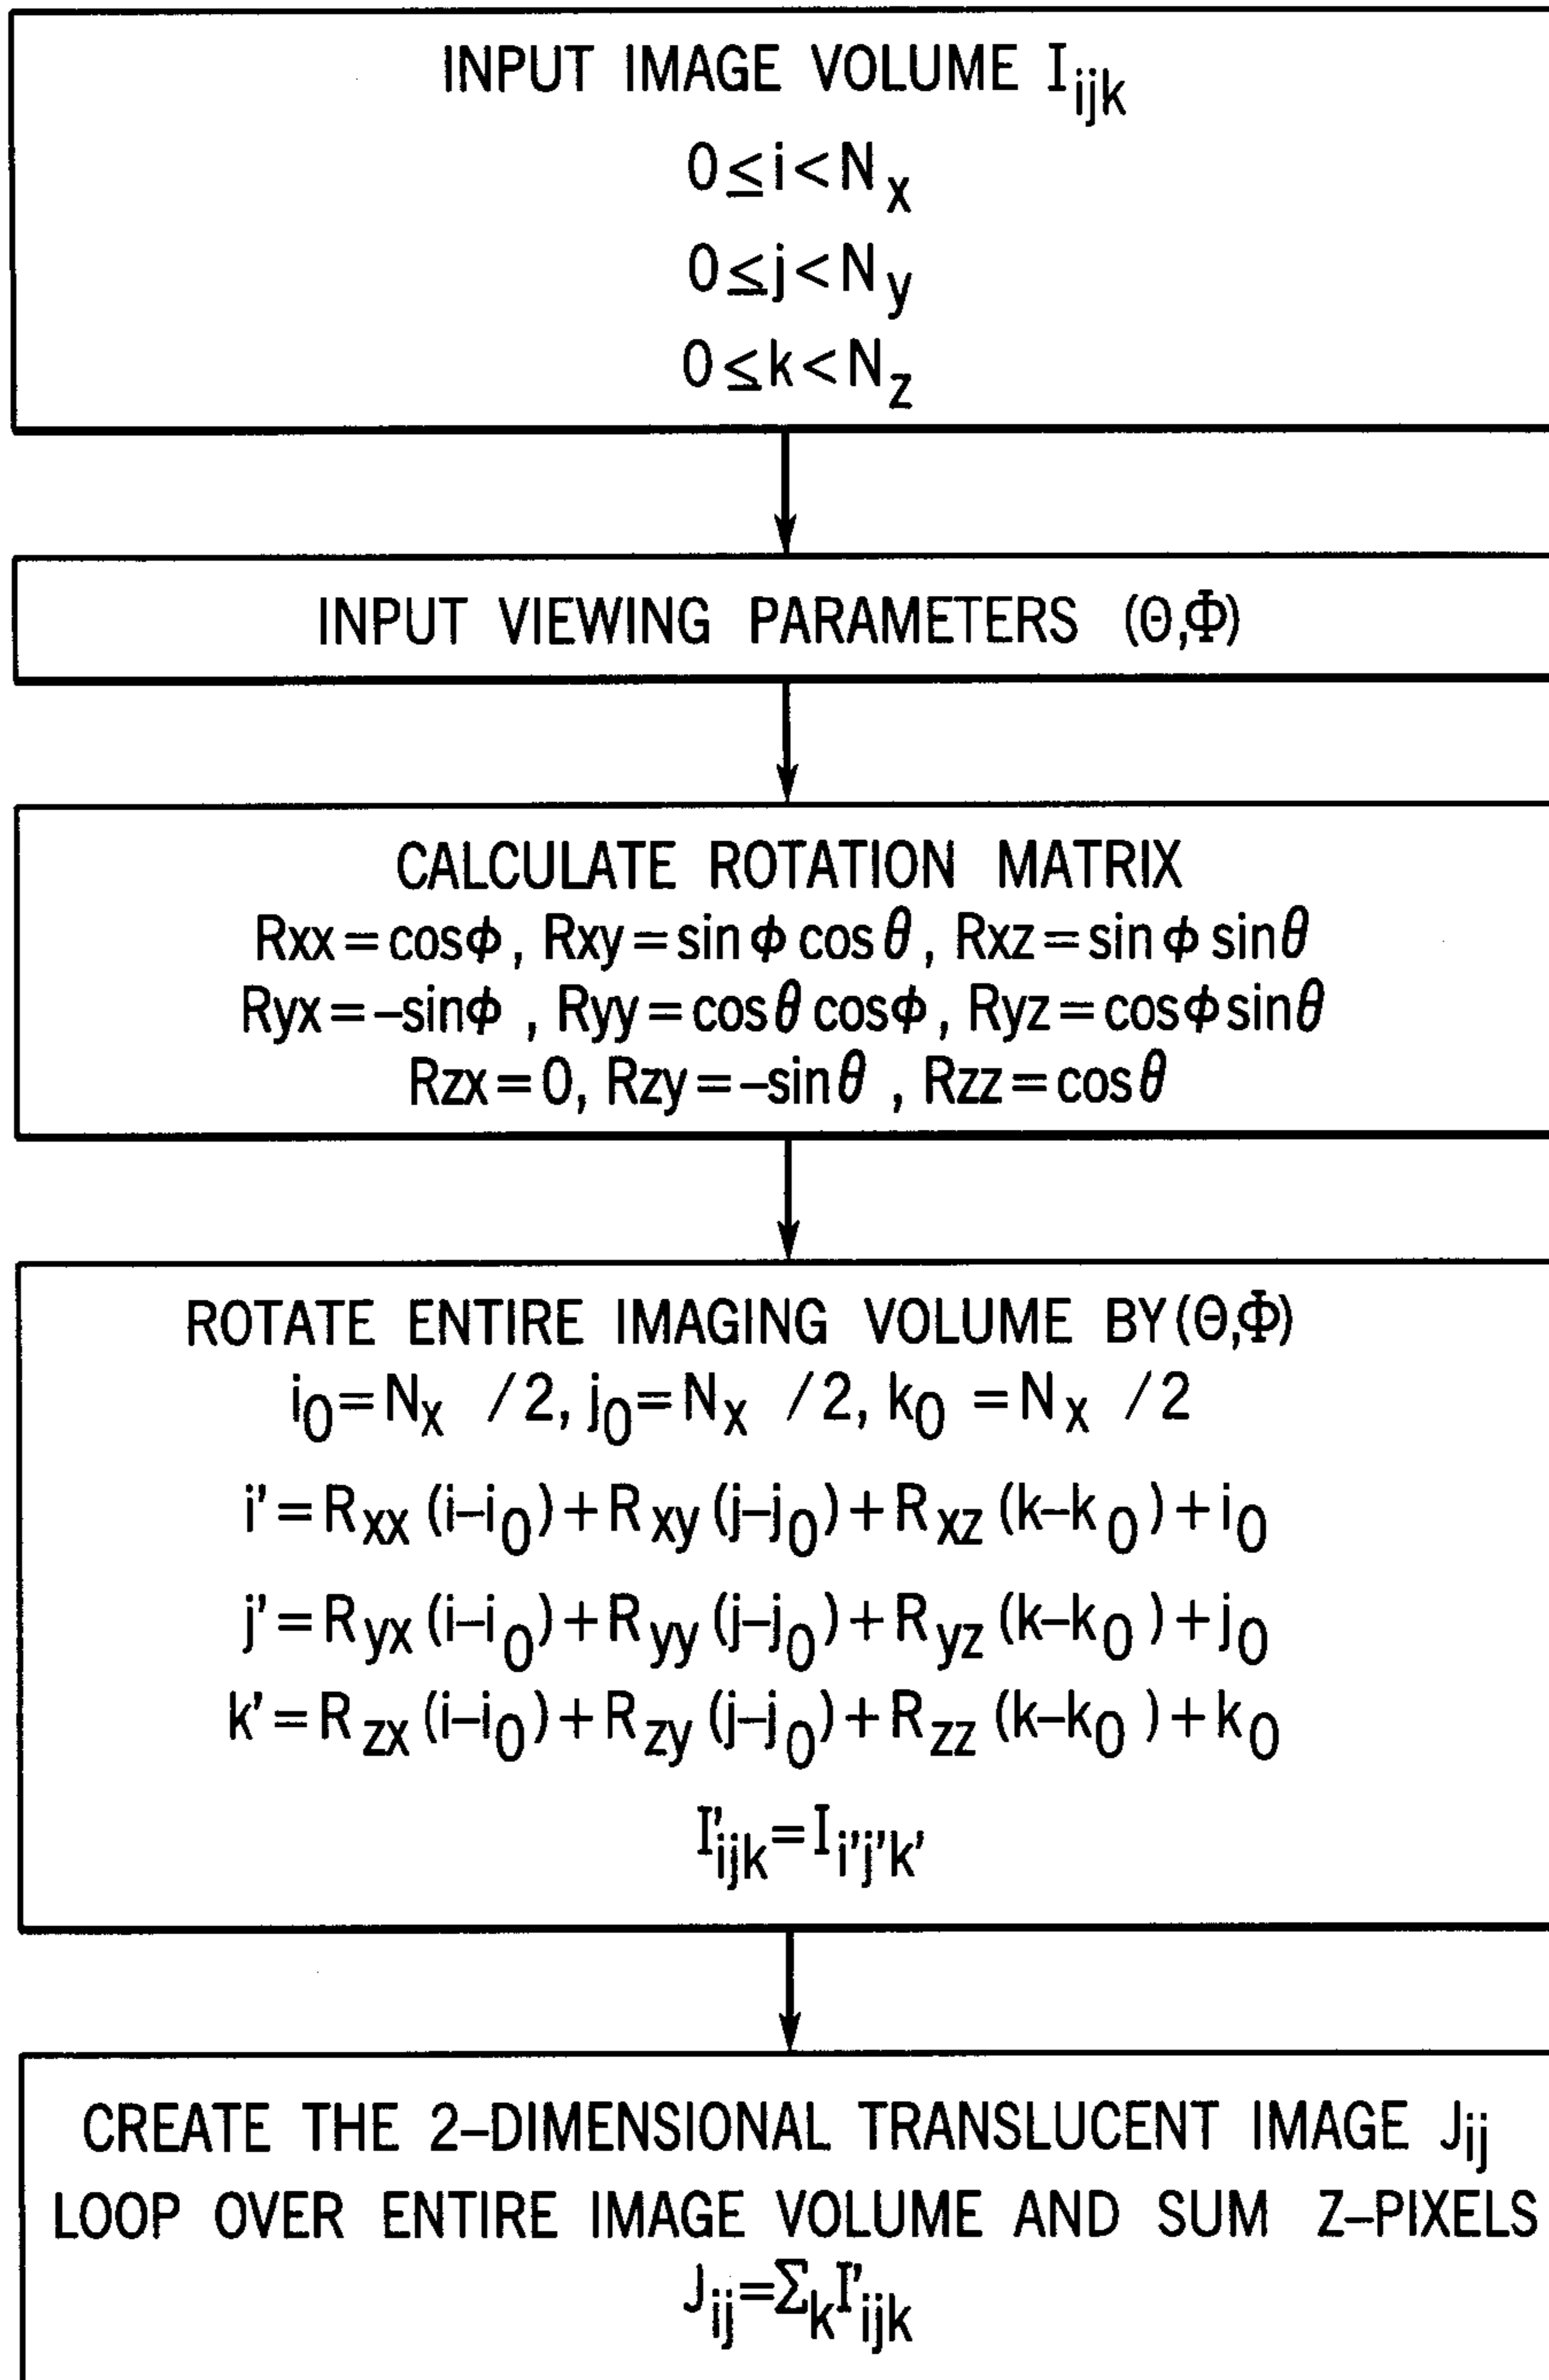 INPUT IMAGE VOLUME I_ijk
0≤i<N_x
0≤j<N_y
0≤k<N_z
INPUT VIEWING PARAMETERS (Θ,Φ)
CALCULATE ROTATION MATRIX
Rxx=cosϕ, Rxy=sinϕ cosθ, Rxz=sinϕ sinθ
Ryx=–sinϕ, Ryy=cosθ cosϕ, Ryz=cosϕ sinθ
Rzx=0, Rzy=–sinθ, Rzz=cosθ
ROTATE ENTIRE IMAGING VOLUME BY(Θ,Φ)
i_0=N_x /2, j_0=N_x /2, k_0 =N_x /2
i'=R_xx (i–i_0)+R_xy (j–j_0)+R_xz (k–k_0)+i_0
j'=R_yx (i–i_0)+R_yy (j–j_0)+R_yz (k–k_0)+j_0
k'=R_zx (i–i_0)+R_zy (j–j_0)+R_zz (k–k_0)+k_0
I'_ijk=I_i'j'k'
CREATE THE 2–DIMENSIONAL TRANSLUCENT IMAGE J_ij
LOOP OVER ENTIRE IMAGE VOLUME AND SUM Z–PIXELS
J_ij=Σ_k I'_ijk